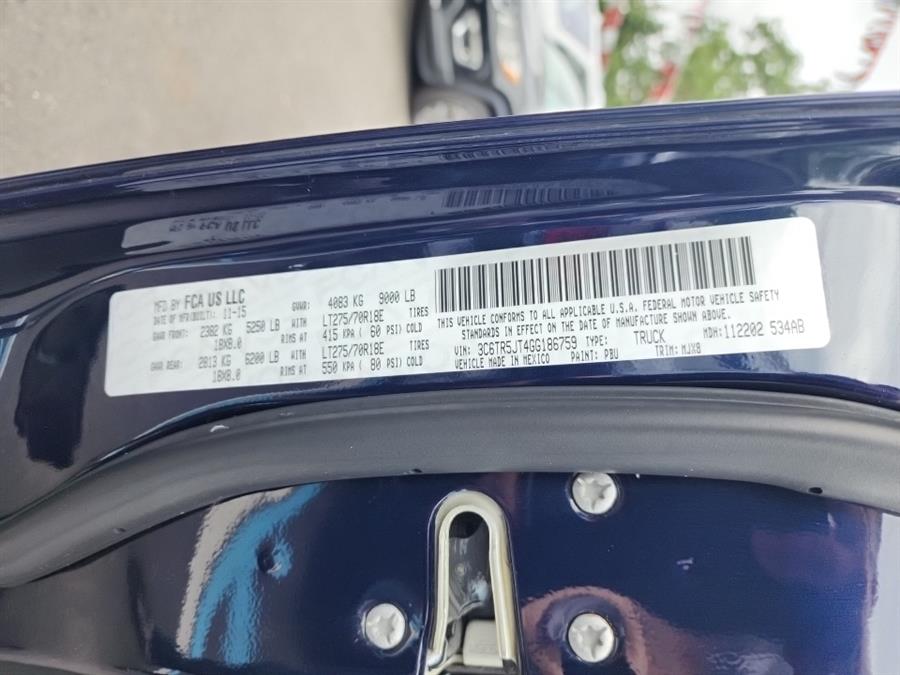 MFD BY FCA US LLC GVWR: 4083 KG 9000 LB
DATE OF MFR(BUILT): 11-15
GAWR FRONT: 2382 KG 5250 LB WITH LT275/70R18E TIRES
18X8.0 RIMS AT 415 KPA ( 60 PSI) COLD
GAWR REAR: 2813 KG 6200 LB WITH LT275/70R18E TIRES
18X8.0 RIMS AT 550 KPA ( 80 PSI) COLD
THIS VEHICLE CONFORMS TO ALL APPLICABLE U.S.A. FEDERAL MOTOR VEHICLE SAFETY
STANDARDS IN EFFECT ON THE DATE OF MANUFACTURE SHOWN ABOVE.
VIN: 3C6TR5JT4GG186759 TYPE: TRUCK MDH: 112202 534AB
VEHICLE MADE IN MEXICO PAINT: PBU TRIM: MJX8